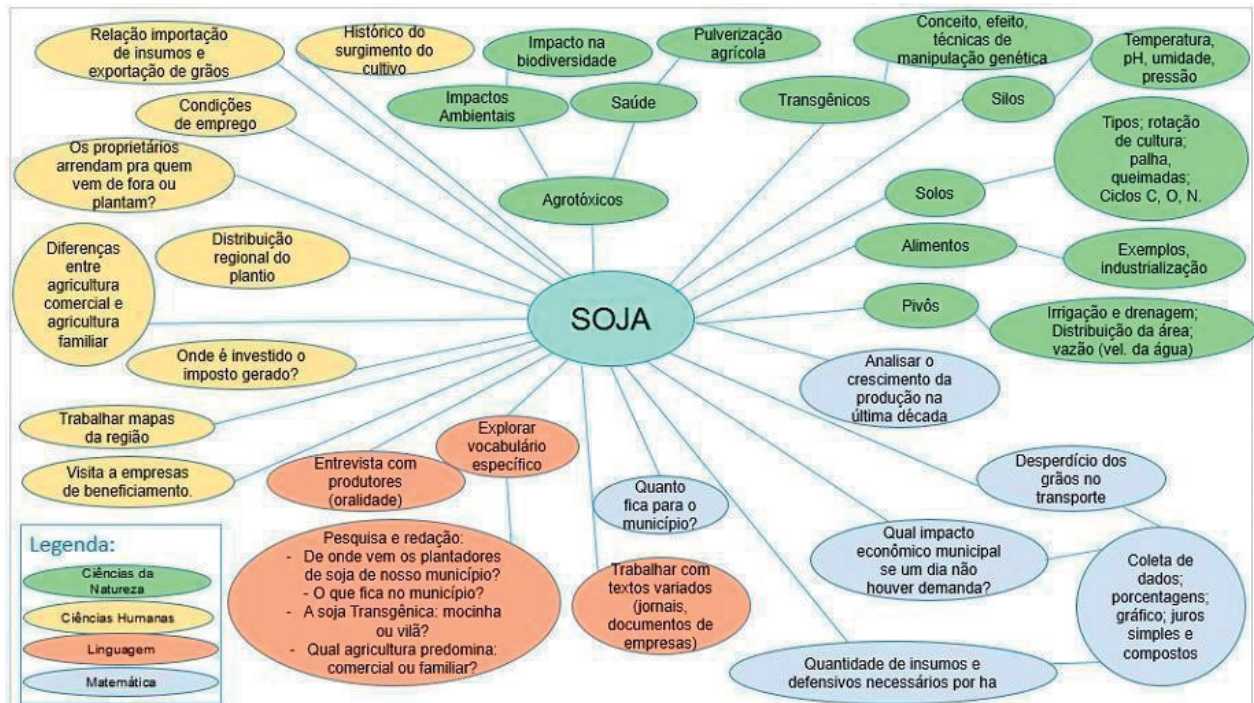 Relação importação
de insumos e
exportação de grãos
Histórico do
surgimento do
cultivo
Impacto na
biodiversidade
Pulverização
agrícola
Conceito, efeito,
técnicas de
manipulação genética
Temperatura,
pH, umidade,
pressão
Condições
de emprego
Impactos
Ambientais
Saúde
Transgênicos
Silos
Os proprietários
arrendam pra quem
vem de fora ou
plantam?
Agrotóxicos
Solos
Tipos; rotação
de cultura;
palha,
queimadas;
Ciclos C, O, N.
Diferenças
entre
agricultura
comercial e
agricultura
familiar
Distribuição
regional do
plantio
Alimentos
Exemplos,
industrialização
SOJA
Pivôs
Irrigação e drenagem;
Distribuição da área;
vazão (vel. da água)
Onde é investido o
imposto gerado?
Analisar o
crescimento da
produção na
última década
Trabalhar mapas
da região
Explorar
vocabulário
específico
Visita a empresas
de beneficiamento.
Entrevista com
produtores
(oralidade)
Quanto
fica para o
município?
Desperdício dos
grãos no
transporte
Pesquisa e redação:
- De onde vem os plantadores
de soja de nosso município?
- O que fica no município?
- A soja Transgênica: mocinha
ou vilã?
- Qual agricultura predomina:
comercial ou familiar?
Trabalhar com
textos variados
(jornais,
documentos de
empresas)
Qual impacto
econômico municipal
se um dia não
houver demanda?
Coleta de
dados;
porcentagens;
gráfico; juros
simples e
compostos
Quantidade de insumos e
defensivos necessários por ha
Legenda:
Ciências da
Natureza
Ciências Humanas
Linguagem
Matemática